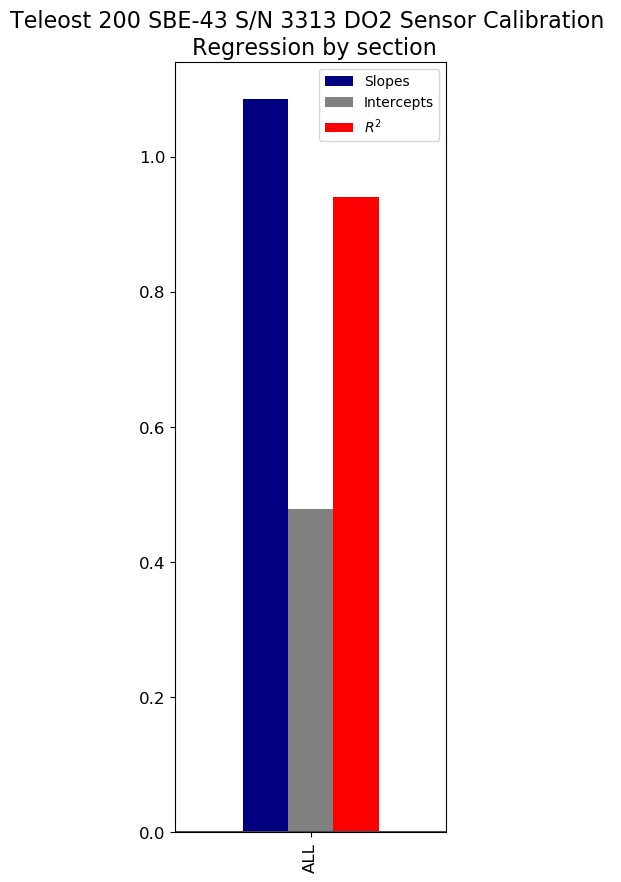 Teleost 200 SBE-43 S/N 3313 DO2 Sensor Calibration
Regression by section
Slopes
Intercepts
R²
1.0
0.8
0.6
0.4
0.2
0.0
ALL